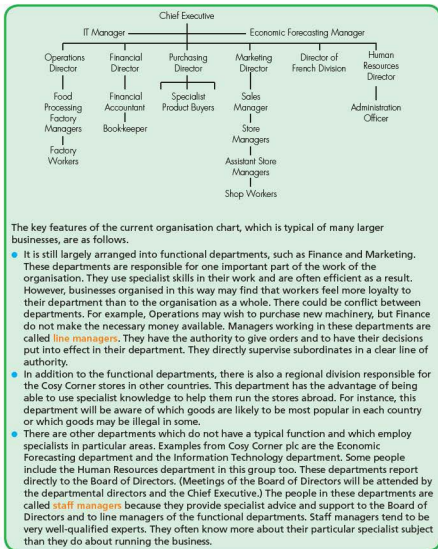 Chief Executive
IT Manager Economic Forecasting Manager
Operations Director
Financial Director
Purchasing Director
Marketing Director
Director of French Division
Human Resources Director
Food Processing Factory Managers
Financial Accountant
Specialist Product Buyers
Sales Manager
Administration Officer
Factory Workers
Book-keeper
Store Managers
Assistant Store Managers
Shop Workers
The key features of the current organisation chart, which is typical of many larger
businesses, are as follows.
● It is still largely arranged into functional departments, such as Finance and Marketing.
These departments are responsible for one important part of the work of the
organisation. They use specialist skills in their work and are often efficient as a result.
However, businesses organised in this way may find that workers feel more loyalty to
their department than to the organisation as a whole. There could be conflict between
departments. For example, Operations may wish to purchase new machinery, but Finance
do not make the necessary money available. Managers working in these departments are
called line managers. They have the authority to give orders and to have their decisions
put into effect in their department. They directly supervise subordinates in a clear line of
authority.
● In addition to the functional departments, there is also a regional division responsible for
the Cosy Corner stores in other countries. This department has the advantage of being
able to use specialist knowledge to help them run the stores abroad. For instance, this
department will be aware of which goods are likely to be most popular in each country
or which goods may be illegal in some.
● There are other departments which do not have a typical function and which employ
specialists in particular areas. Examples from Cosy Corner plc are the Economic
Forecasting department and the Information Technology department. Some people
include the Human Resources department in this group too. These departments report
directly to the Board of Directors. (Meetings of the Board of Directors will be attended by
the departmental directors and the Chief Executive.) The people in these departments are
called staff managers because they provide specialist advice and support to the Board of
Directors and to line managers of the functional departments. Staff managers tend to be
very well-qualified experts. They often know more about their particular specialist subject
than they do about running the business.